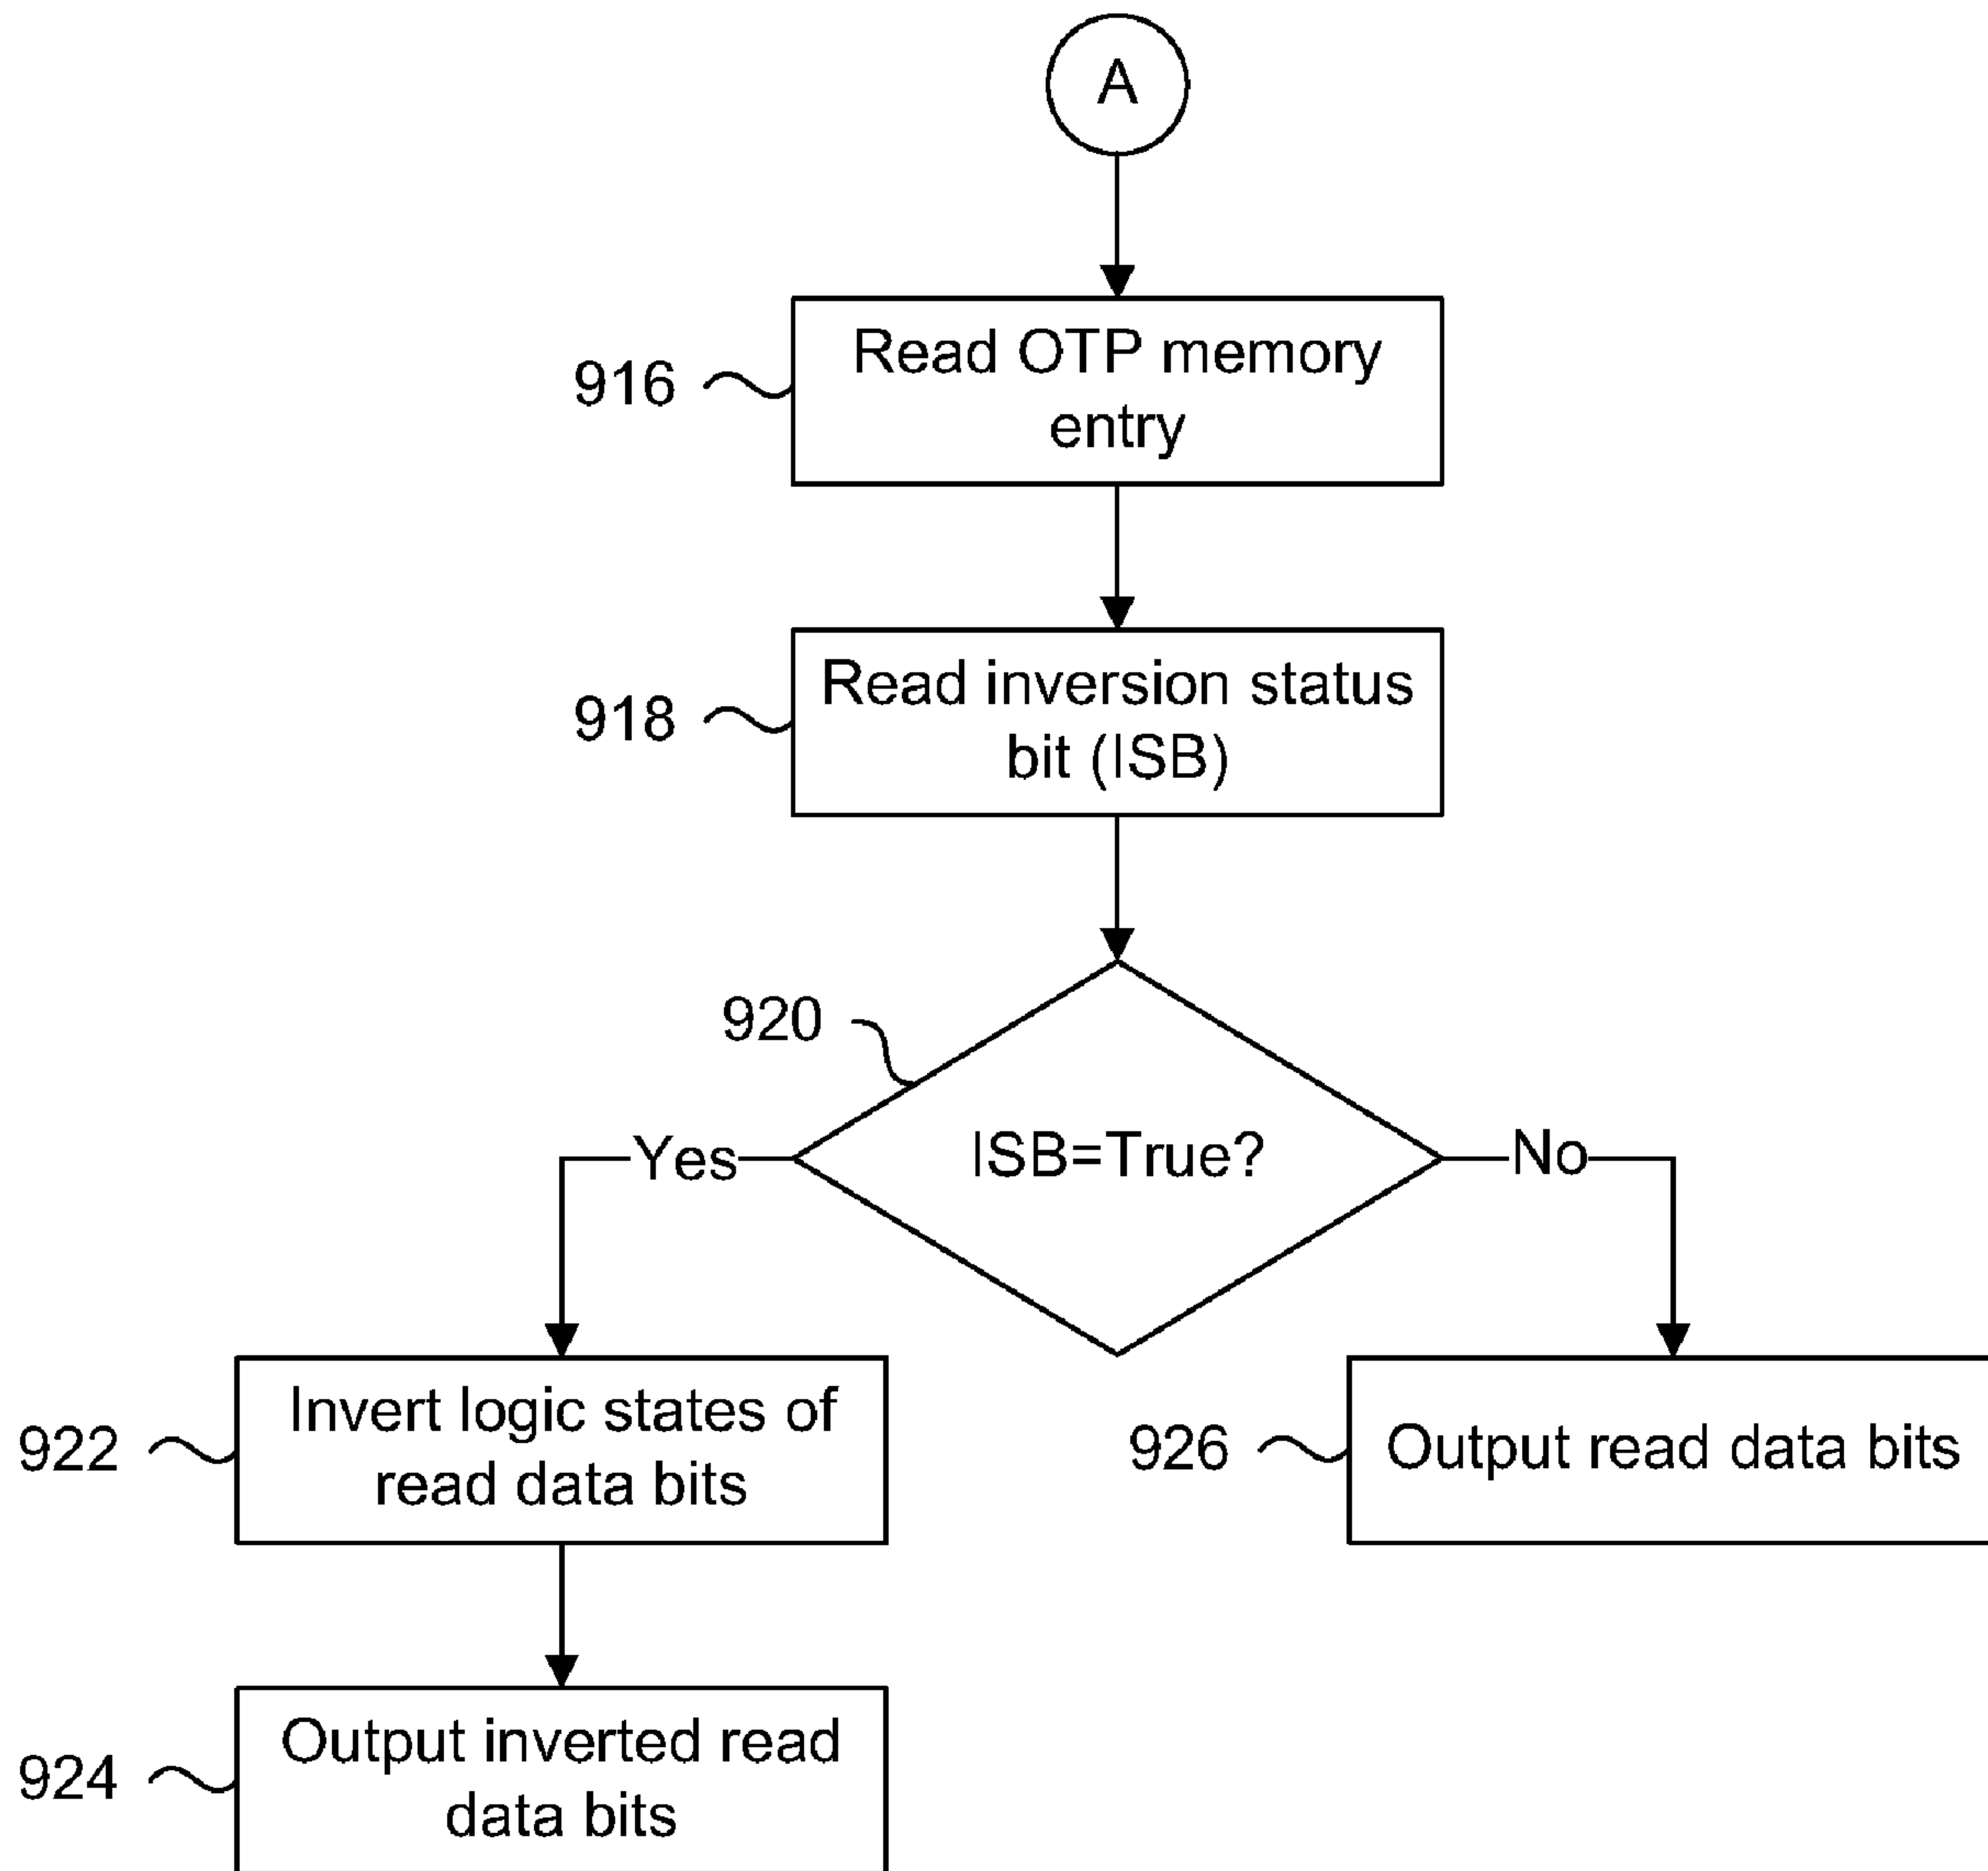 A
Read OTP memory
entry
916
Read inversion status
bit (ISB)
918
920
ISB=True?
Yes
No
Invert logic states of
read data bits
922
926
Output read data bits
Output inverted read
data bits
924